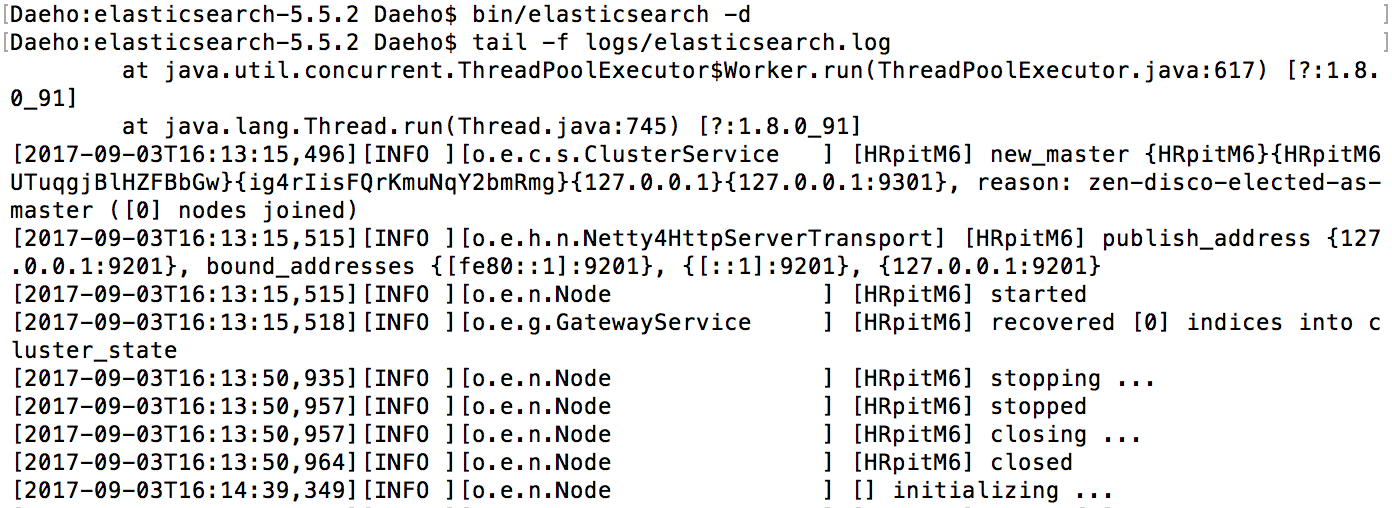 [Daeho:elasticsearch-5.5.2 Daeho$ bin/elasticsearch -d ]
[Daeho:elasticsearch-5.5.2 Daeho$ tail -f logs/elasticsearch.log ]
        at java.util.concurrent.ThreadPoolExecutor$Worker.run(ThreadPoolExecutor.java:617) [?:1.8.
0_91]
        at java.lang.Thread.run(Thread.java:745) [?:1.8.0_91]
[2017-09-03T16:13:15,496][INFO ][o.e.c.s.ClusterService   ] [HRpitM6] new_master {HRpitM6}{HRpitM6
UTuqgjBlHZFBbGw}{ig4rIisFQrKmuNqY2bmRmg}{127.0.0.1}{127.0.0.1:9301}, reason: zen-disco-elected-as-
master ([0] nodes joined)
[2017-09-03T16:13:15,515][INFO ][o.e.h.n.Netty4HttpServerTransport] [HRpitM6] publish_address {127
.0.0.1:9201}, bound_addresses {[fe80::1]:9201}, {[::1]:9201}, {127.0.0.1:9201}
[2017-09-03T16:13:15,515][INFO ][o.e.n.Node               ] [HRpitM6] started
[2017-09-03T16:13:15,518][INFO ][o.e.g.GatewayService     ] [HRpitM6] recovered [0] indices into c
luster_state
[2017-09-03T16:13:50,935][INFO ][o.e.n.Node               ] [HRpitM6] stopping ...
[2017-09-03T16:13:50,957][INFO ][o.e.n.Node               ] [HRpitM6] stopped
[2017-09-03T16:13:50,957][INFO ][o.e.n.Node               ] [HRpitM6] closing ...
[2017-09-03T16:13:50,964][INFO ][o.e.n.Node               ] [HRpitM6] closed
[2017-09-03T16:14:39,349][INFO ][o.e.n.Node               ] [] initializing ...